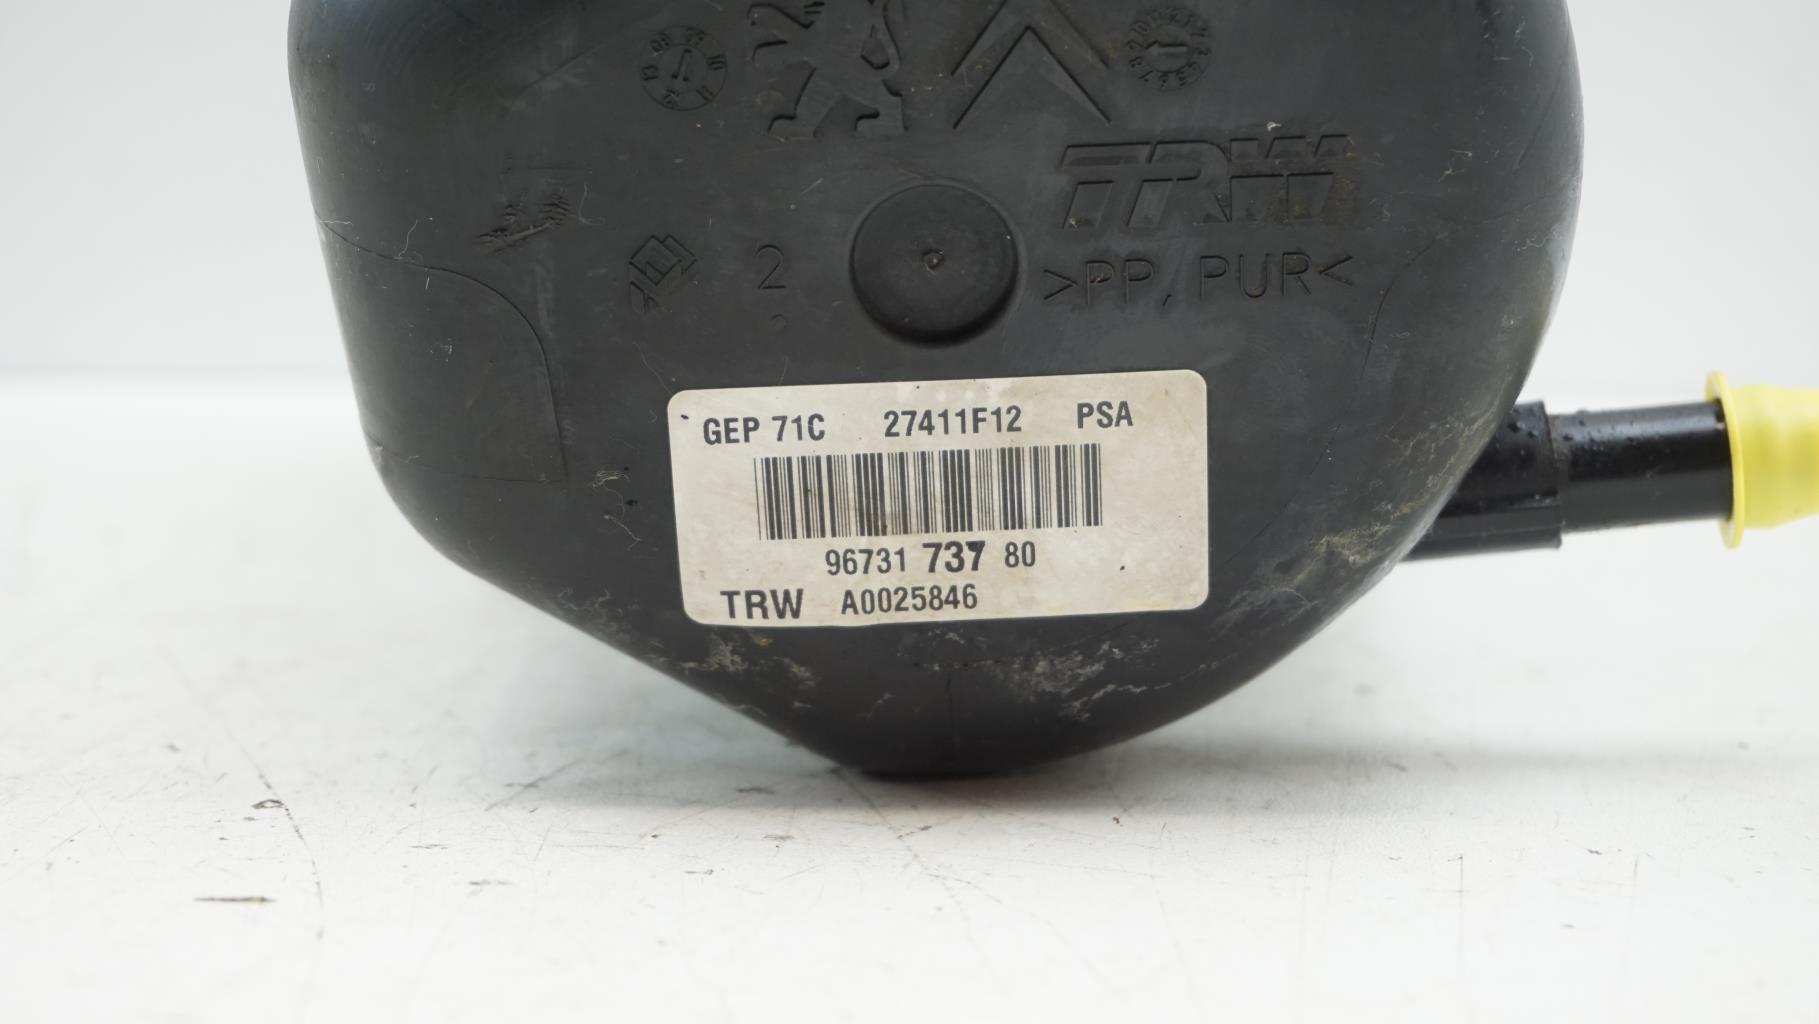 TRW
2
>PP, PUR<
GEP 71C 27411F12 PSA
96731 737 80
TRW A0025846